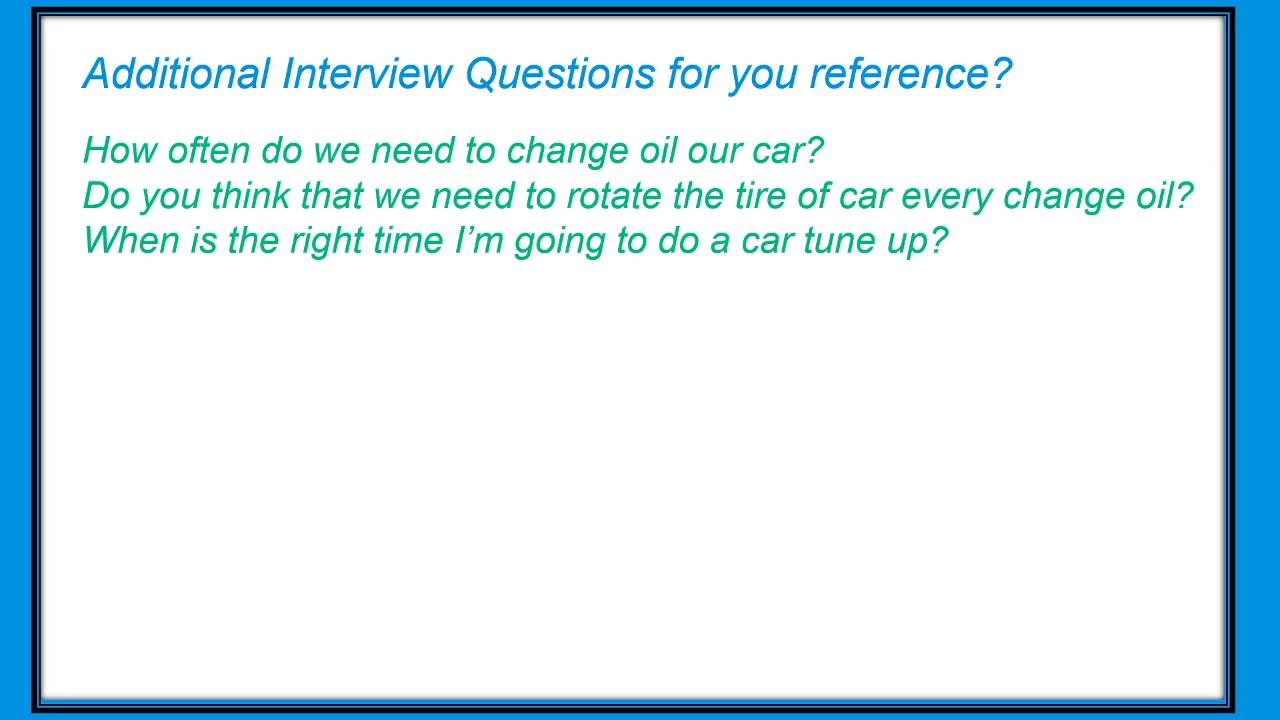 Additional Interview Questions for you reference?
How often do we need to change oil our car?
Do you think that we need to rotate the tire of car every change oil?
When is the right time I’m going to do a car tune up?